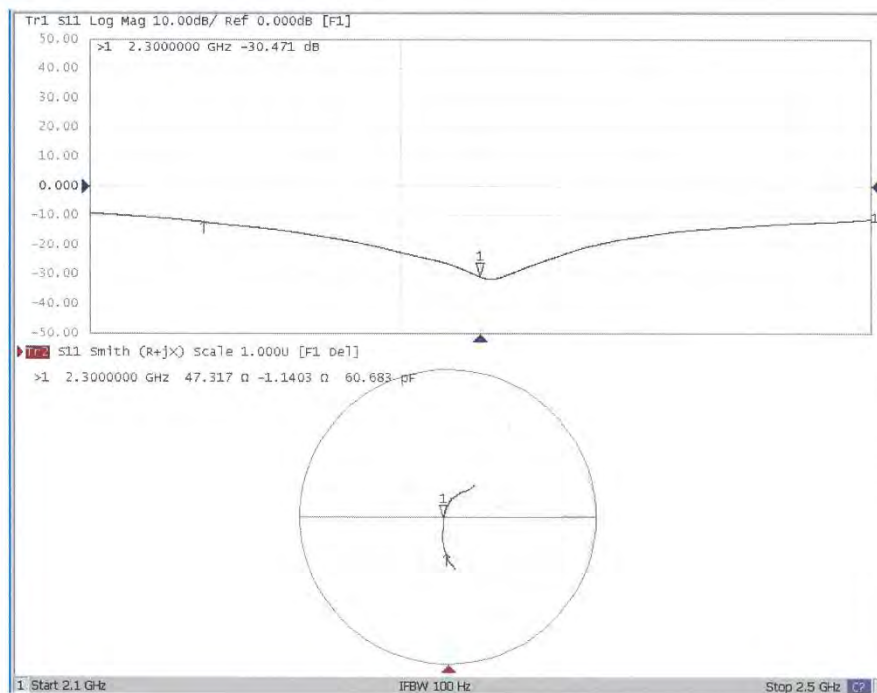 Tr1 S11 Log Mag 10.00dB/ Ref 0.000dB [F1]
50.00
>1 2.3000000 GHz -30.471 dB
40.00
30.00
20.00
10.00
0.000
-10.00
1
-20.00
1
-30.00
-40.00
-50.00
Tr2 S11 Smith (R+jX) Scale 1.000U [F1 Del]
>1 2.3000000 GHz 47.317 Ω -1.1403 Ω 60.683 pF
1
1 Start 2.1 GHz IFBW 100 Hz Stop 2.5 GHz C?